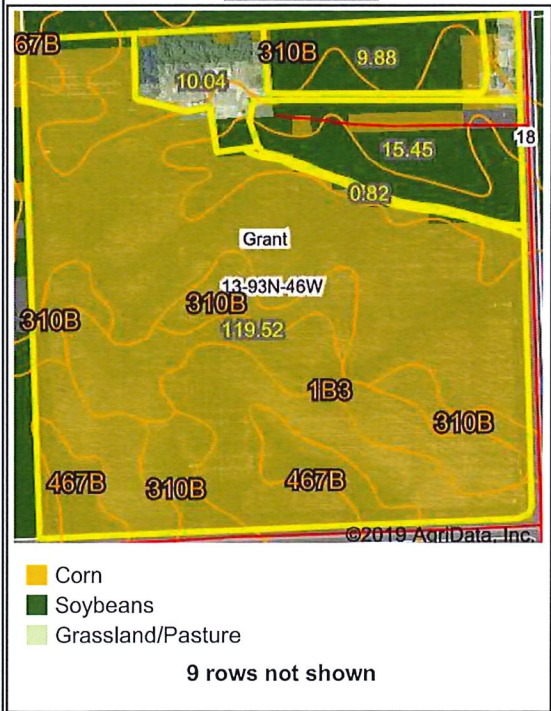 67B
310B
9.88
10.04
18
15.45
0.82
Grant
13-93N-46W
310B
310B
119.52
1B3
310B
467B
310B
467B
©2019 AgriData, Inc.
Corn
Soybeans
Grassland/Pasture
9 rows not shown